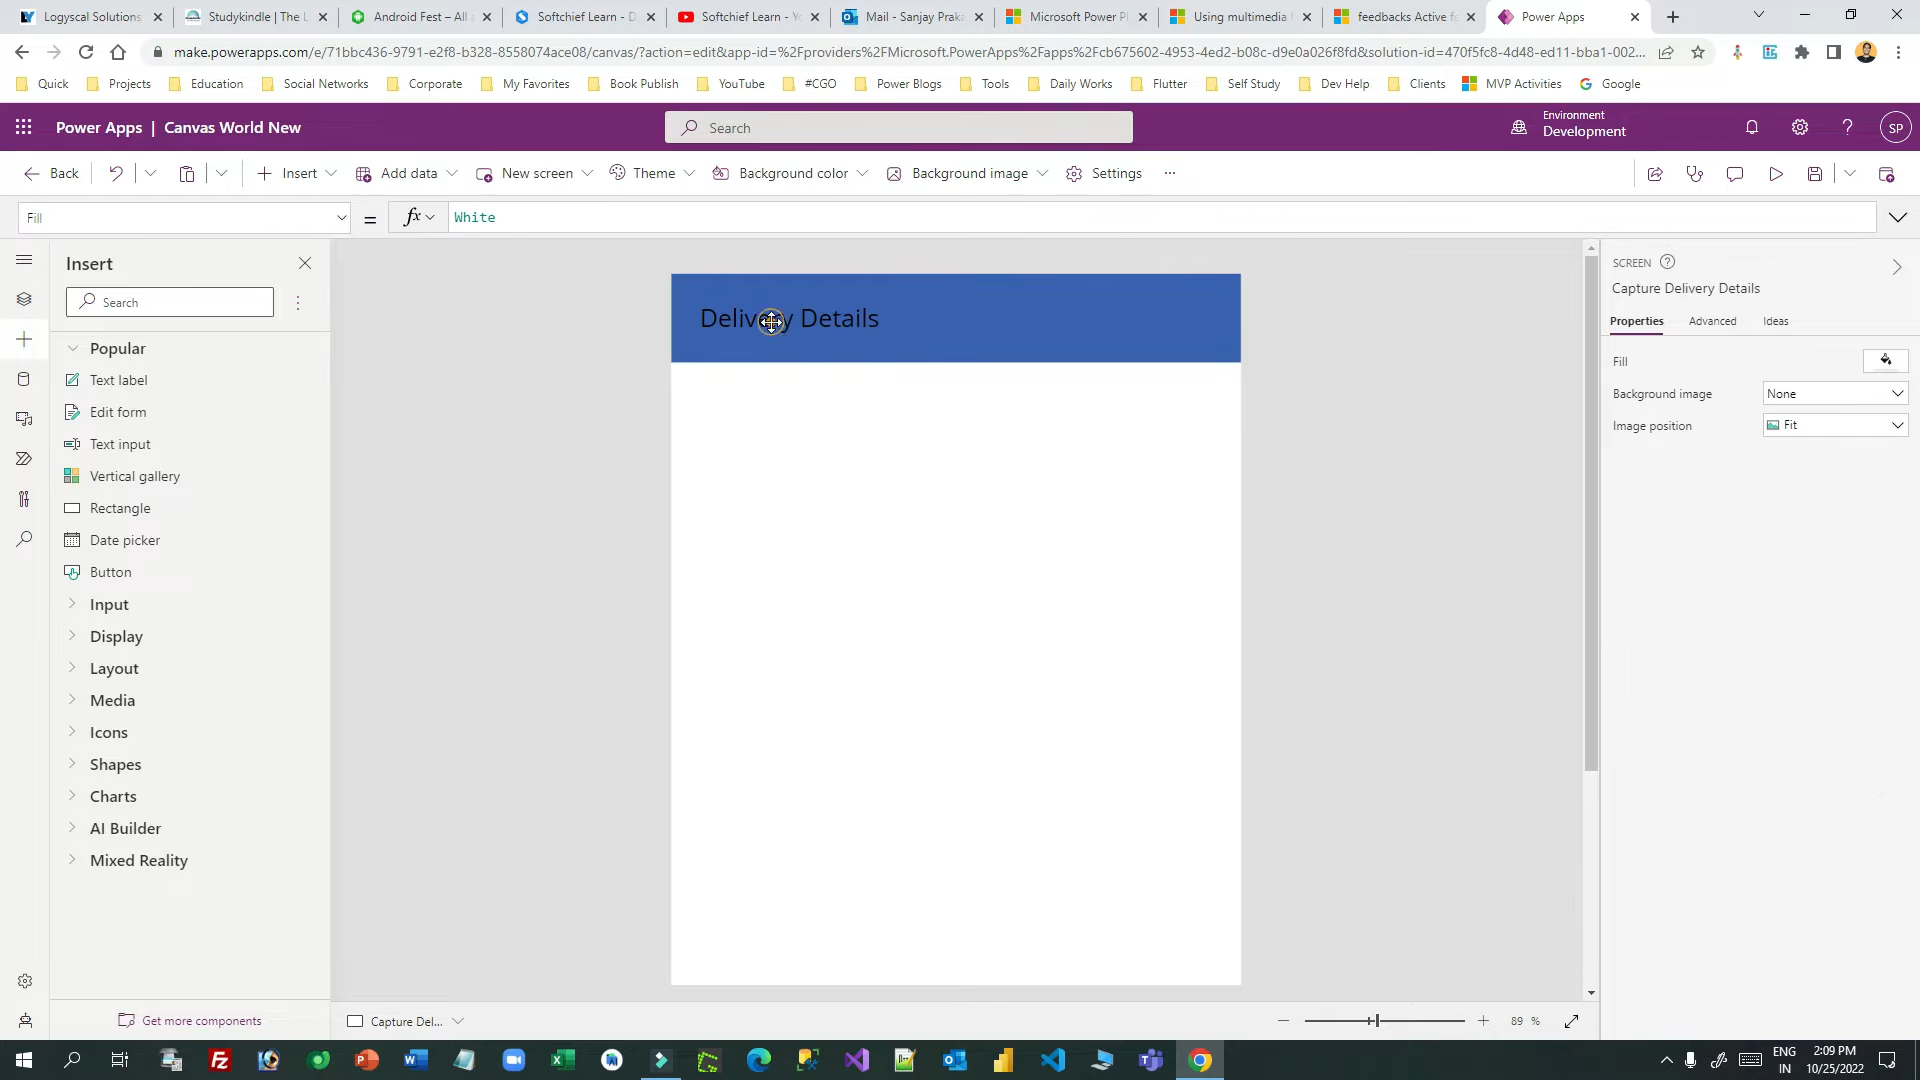 Logyscal Solutions
Studykindle | The L
Android Fest – All a
Softchief Learn - D
Softchief Learn - Yo
Mail - Sanjay Praka
Microsoft Power Pl
Using multimedia f
feedbacks Active fe
Power Apps
make.powerapps.com/e/71bbc436-9791-e2f8-b328-8558074ace08/canvas/?action=edit&app-id=%2Fproviders%2FMicrosoft.PowerApps%2Fapps%2Fcb675602-4953-4ed2-b08c-d9e0a026f8fd&solution-id=470f5fc8-4d48-ed11-bba1-002...
Quick
Projects
Education
Social Networks
Corporate
My Favorites
Book Publish
YouTube
#CGO
Power Blogs
Tools
Daily Works
Flutter
Self Study
Dev Help
Clients
MVP Activities
Google
Power Apps | Canvas World New
Search
Environment
Development
SP
Back
Insert
Add data
New screen
Theme
Background color
Background image
Settings
Fill
=
fx
White
Insert
Search
Popular
Text label
Edit form
Text input
Vertical gallery
Rectangle
Date picker
Button
Input
Display
Layout
Media
Icons
Shapes
Charts
AI Builder
Mixed Reality
Get more components
Delivery Details
SCREEN
Capture Delivery Details
Properties
Advanced
Ideas
Fill
Background image
None
Image position
Fit
Capture Del...
89 %
ENG
IN
2:09 PM
10/25/2022